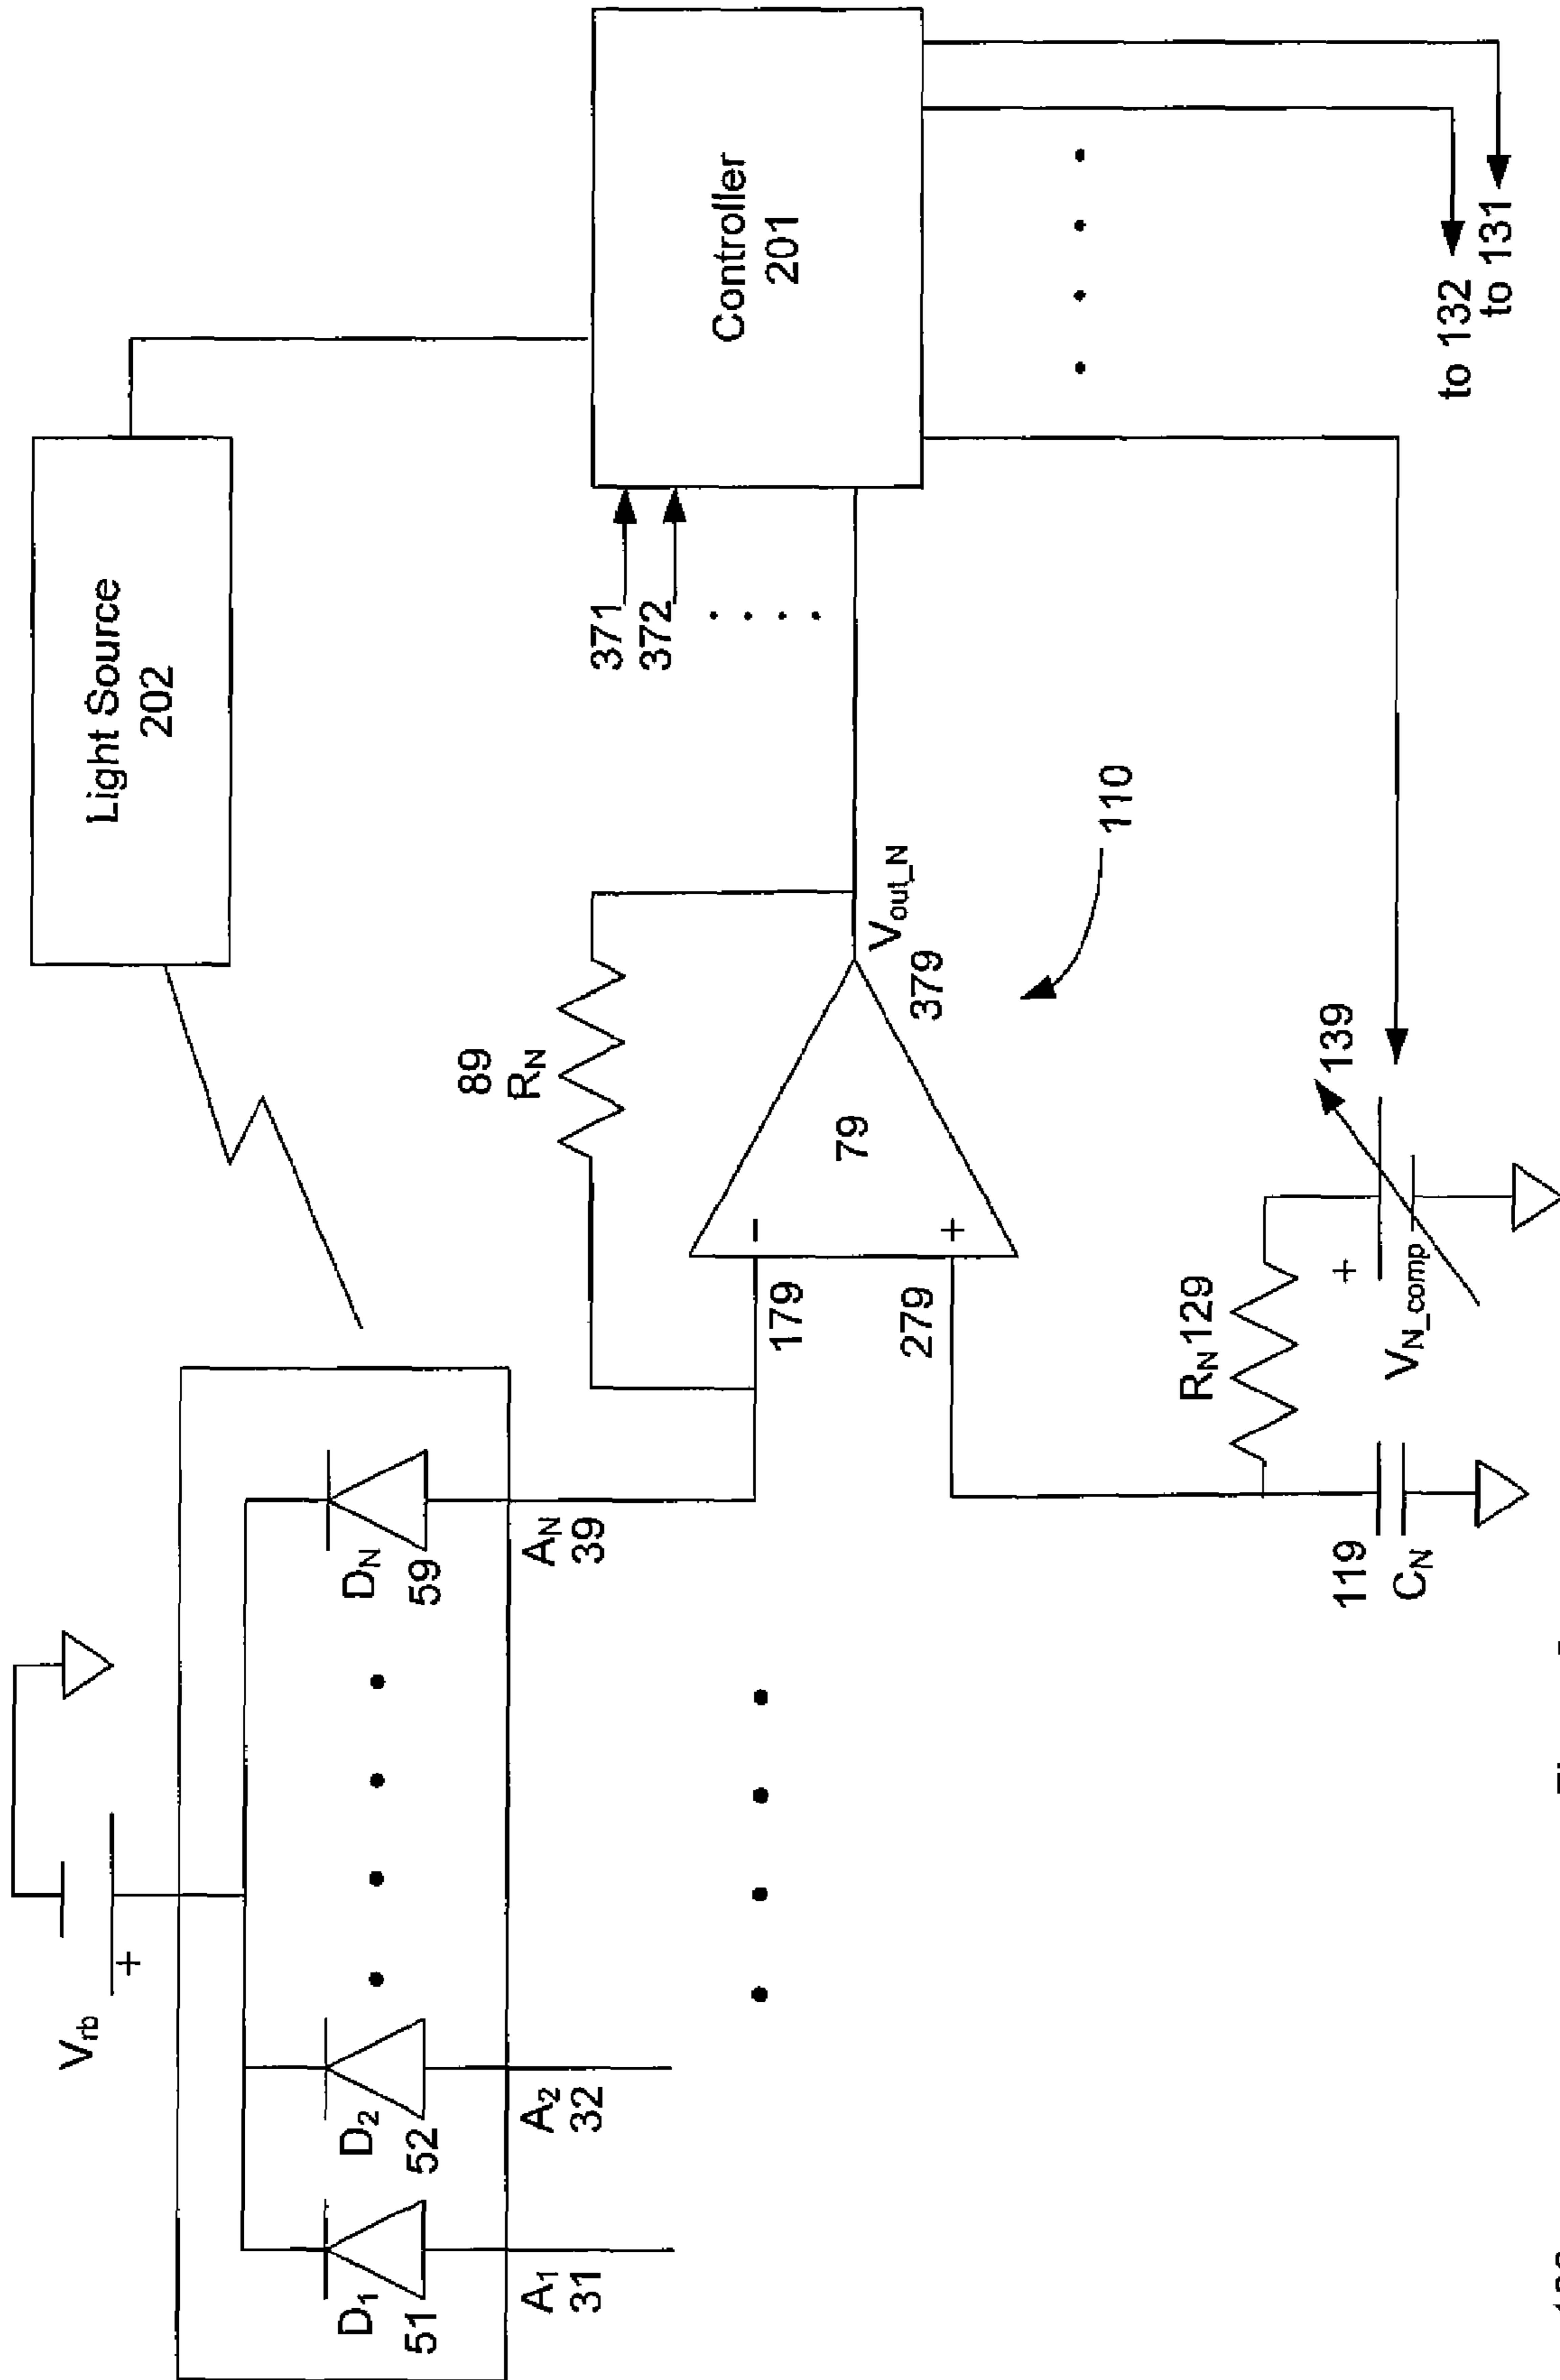 Light Source
202
V_rb
+
Controller
201
371
372
89
R_N
D_1
51
D_2
52
D_N
59
A_1
31
A_2
32
A_N
39
179
-
279
+
79
V_out_N
379
110
R_N 129
139
+
V_N_comp
119
C_N
to 132
to 131